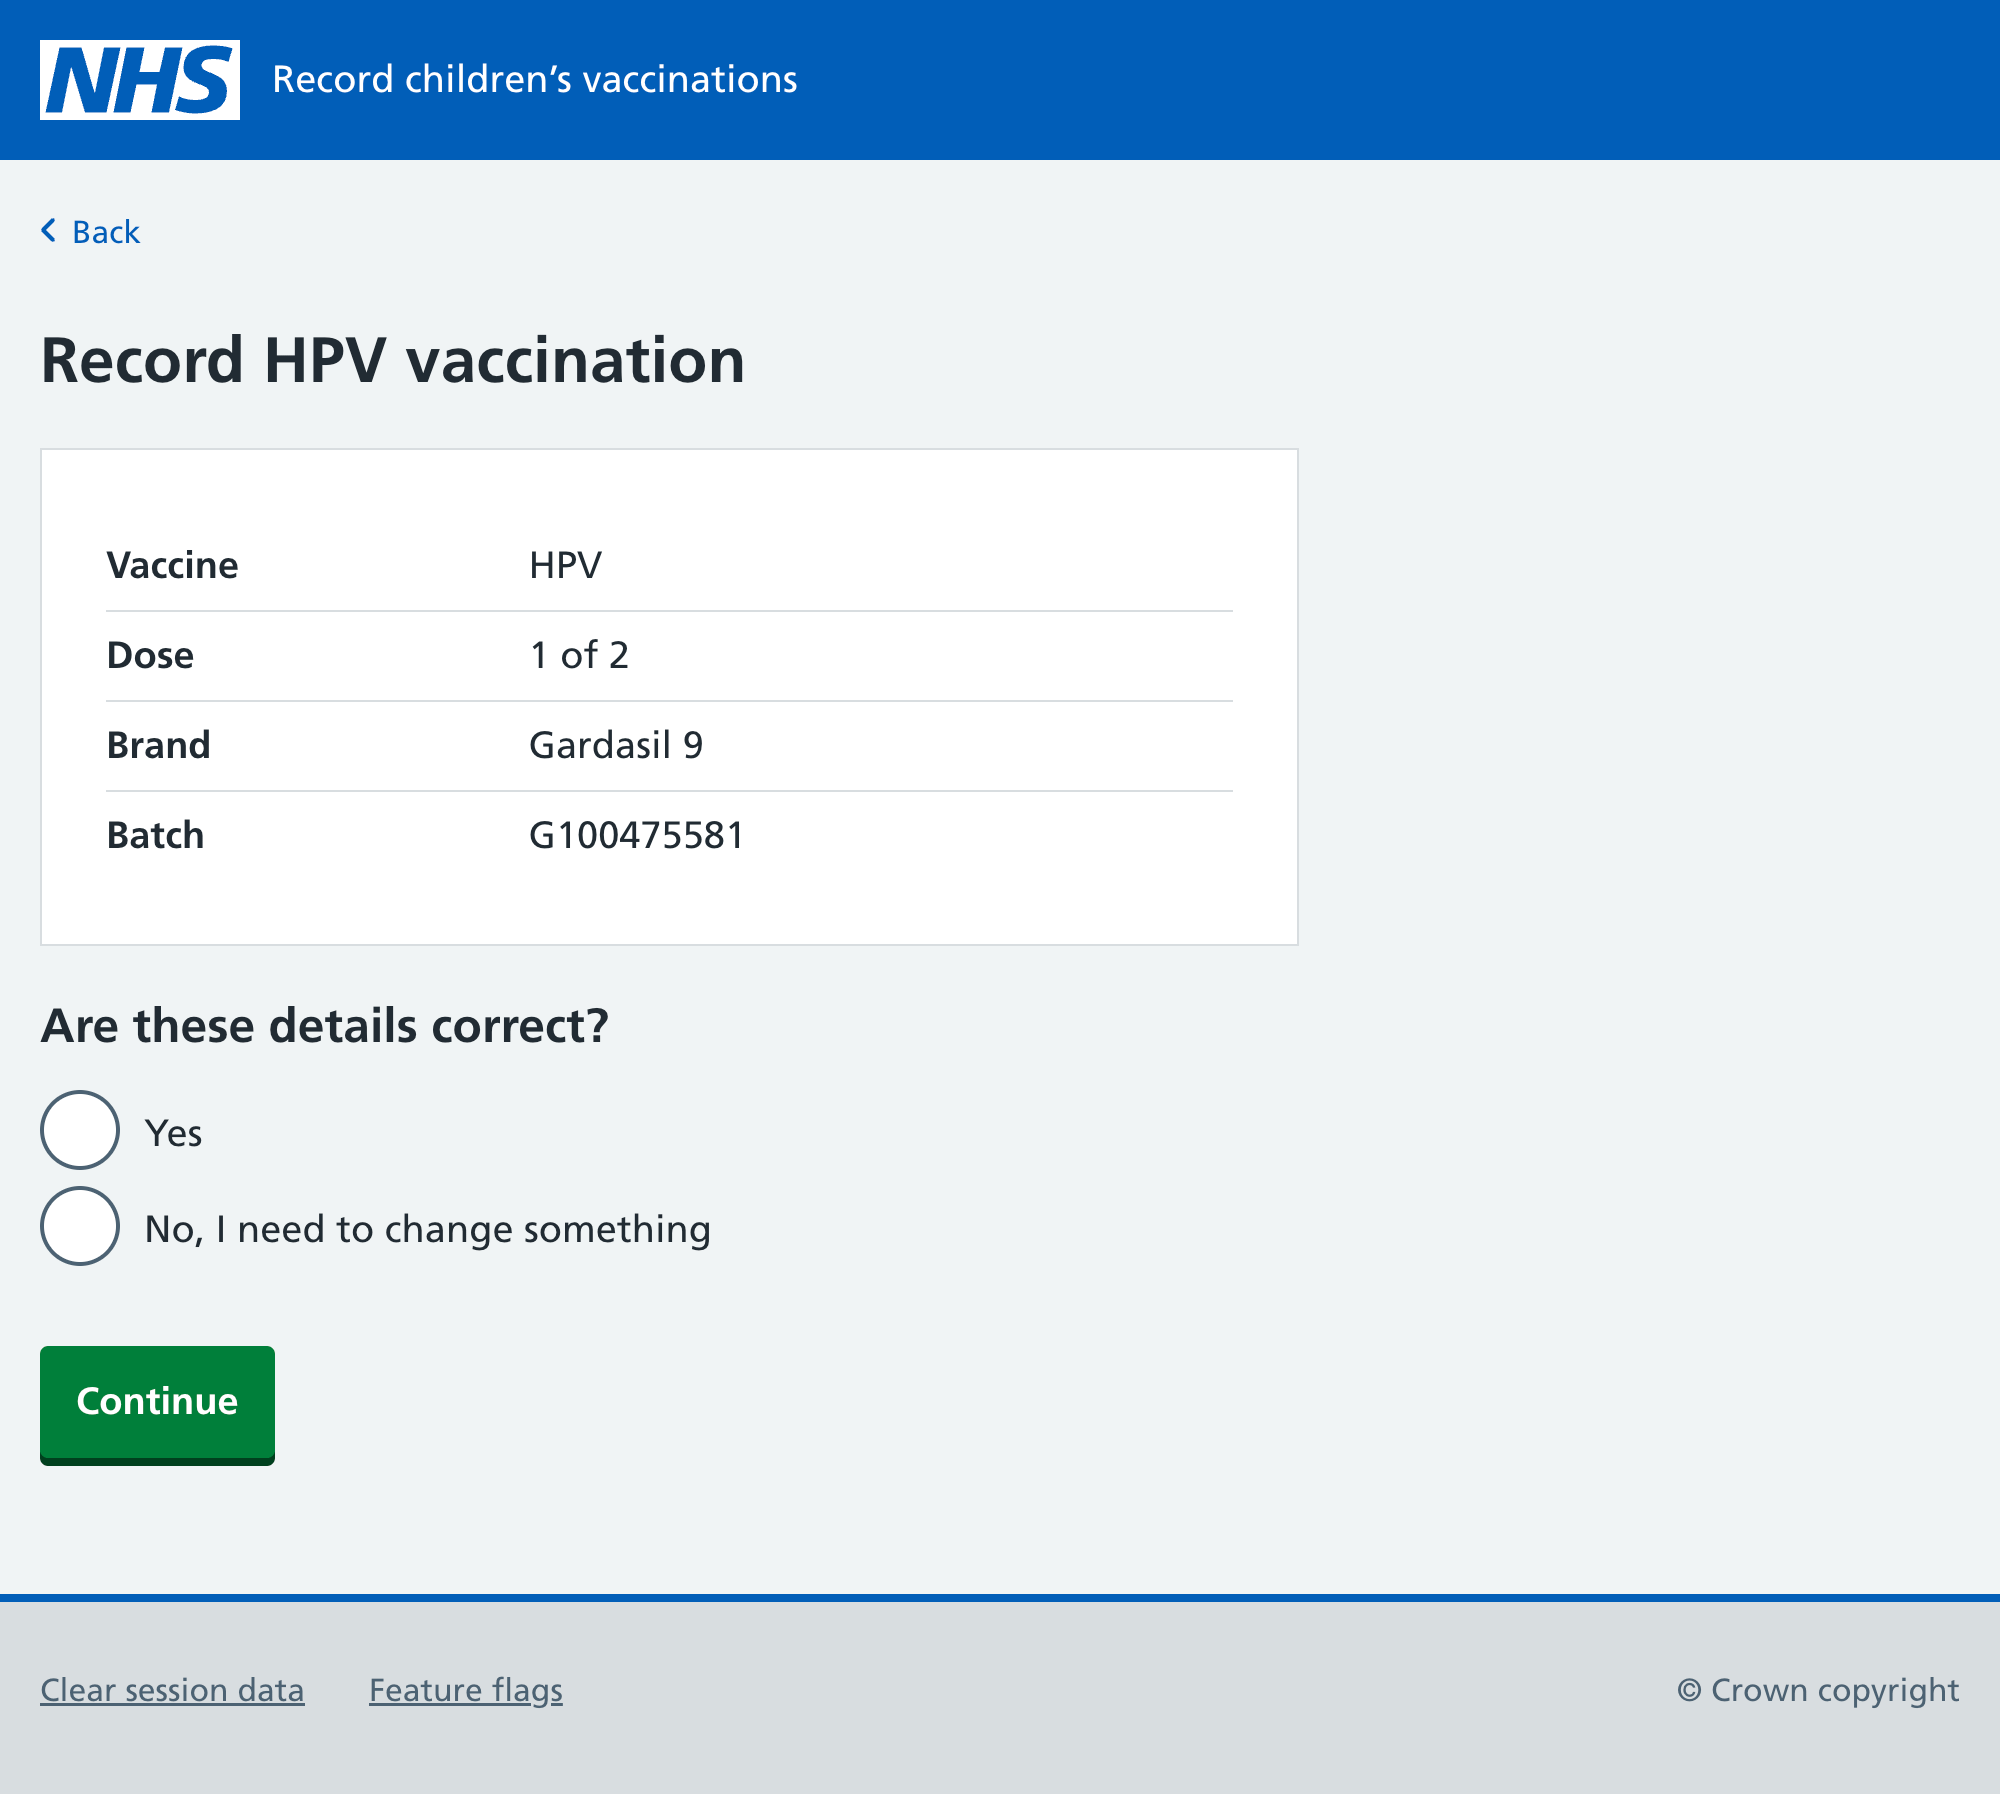 NHS Record children’s vaccinations
Back
Record HPV vaccination
Vaccine HPV
Dose 1 of 2
Brand Gardasil 9
Batch G100475581
Are these details correct?
Yes
No, I need to change something
Continue
Clear session data Feature flags © Crown copyright